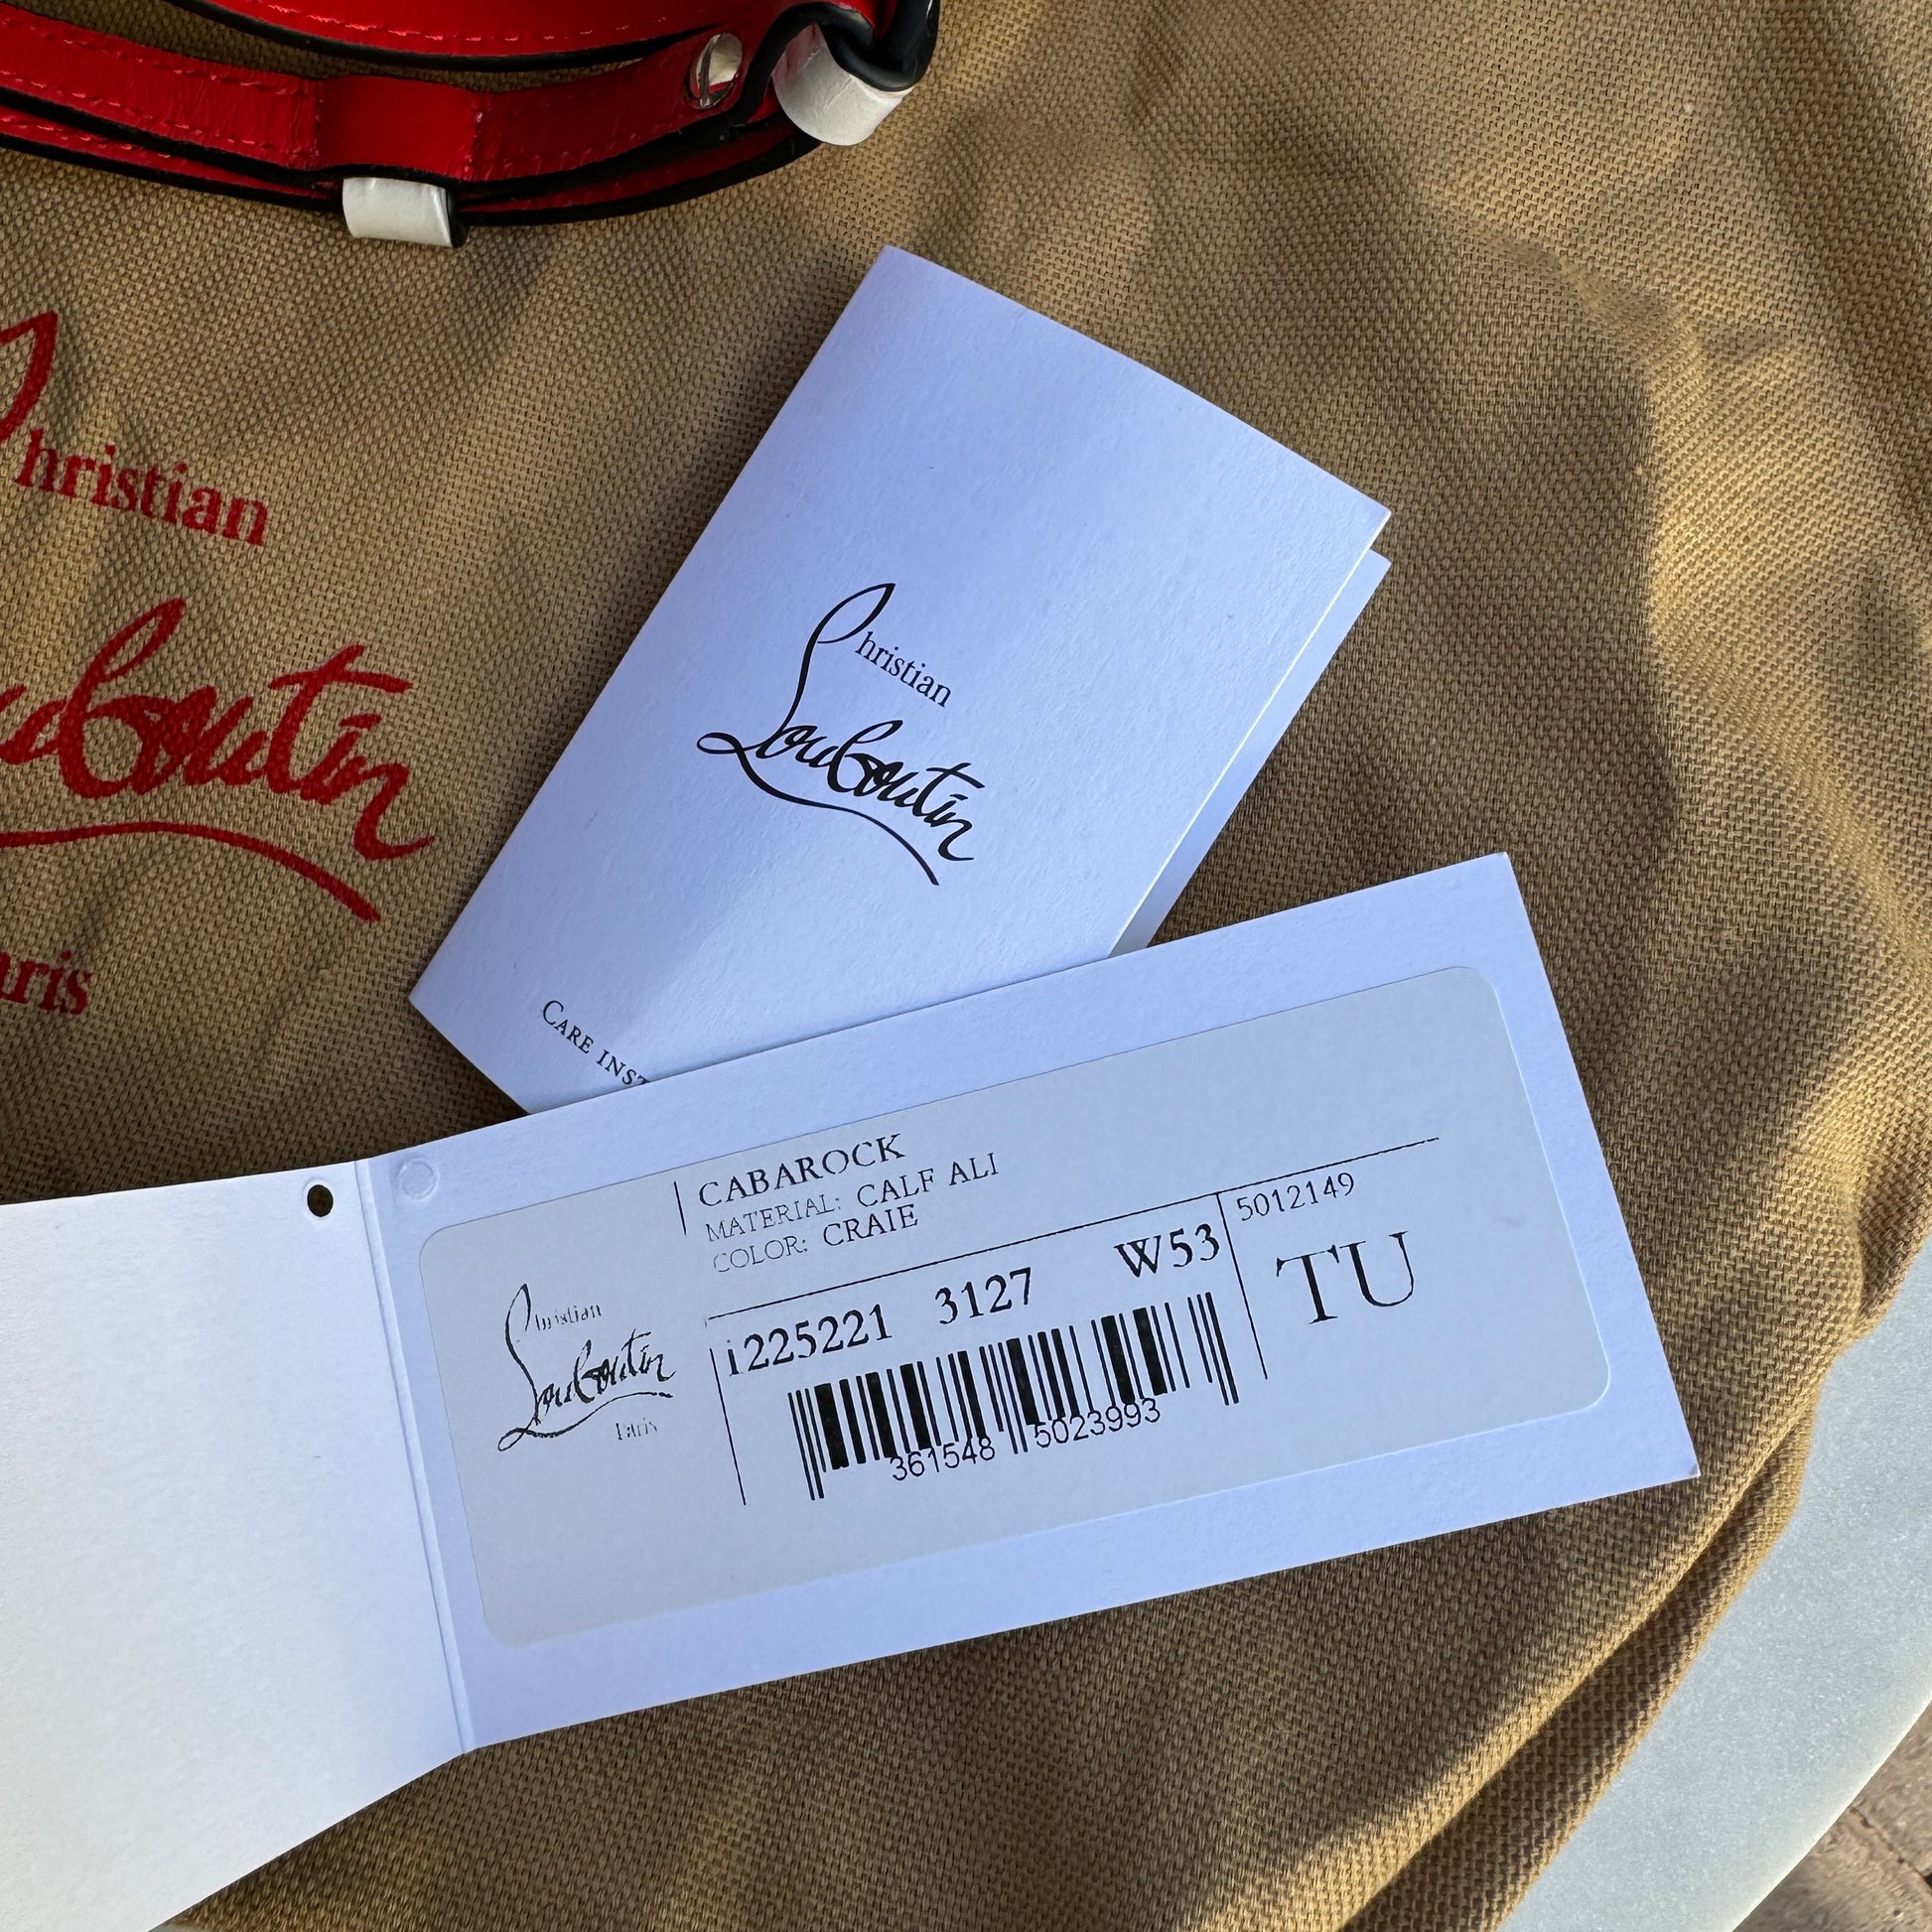 Christian
Louboutin
aris
Christian
Louboutin
CARE INST
CABAROCK
MATERIAL: CALF ALI
COLOR: CRAIE
i225221 3127 W53
5012149
TU
361548 5023993
Christian
Louboutin
Paris